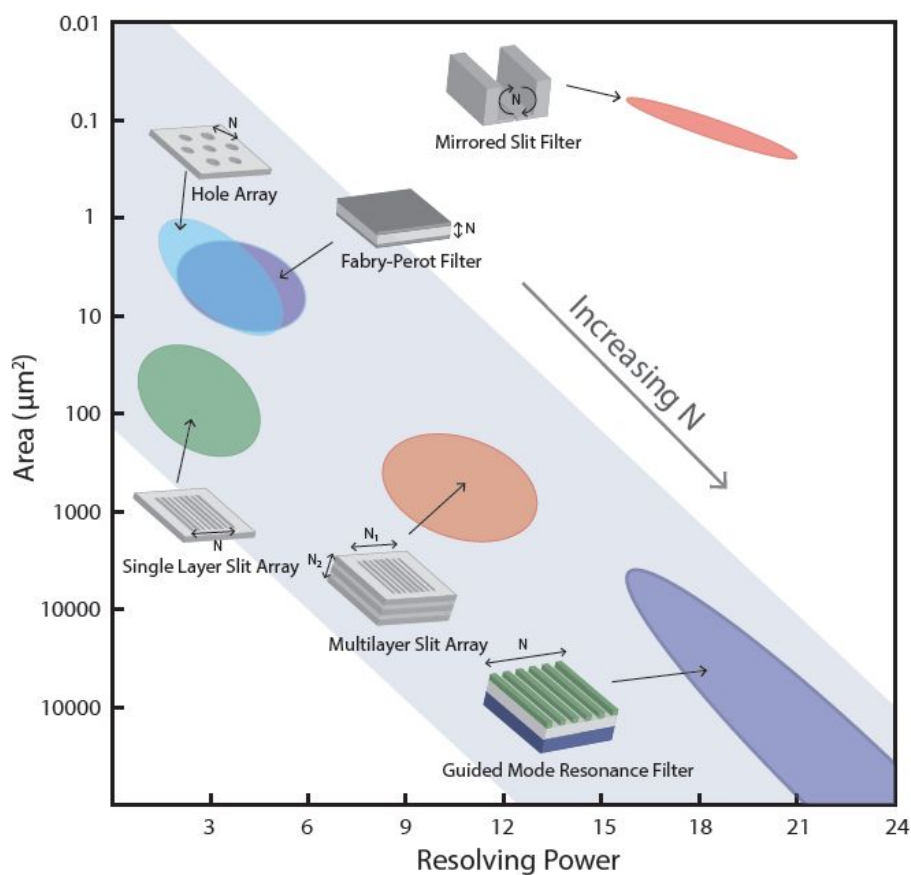 0.01
0.1
1
10
100
1000
10000
10000
Area (μm²)
N
Mirrored Slit Filter
N
Hole Array
N
Fabry-Perot Filter
Increasing N
N
Single Layer Slit Array
N₁
N₂
Multilayer Slit Array
N
Guided Mode Resonance Filter
3 6 9 12 15 18 21 24
Resolving Power